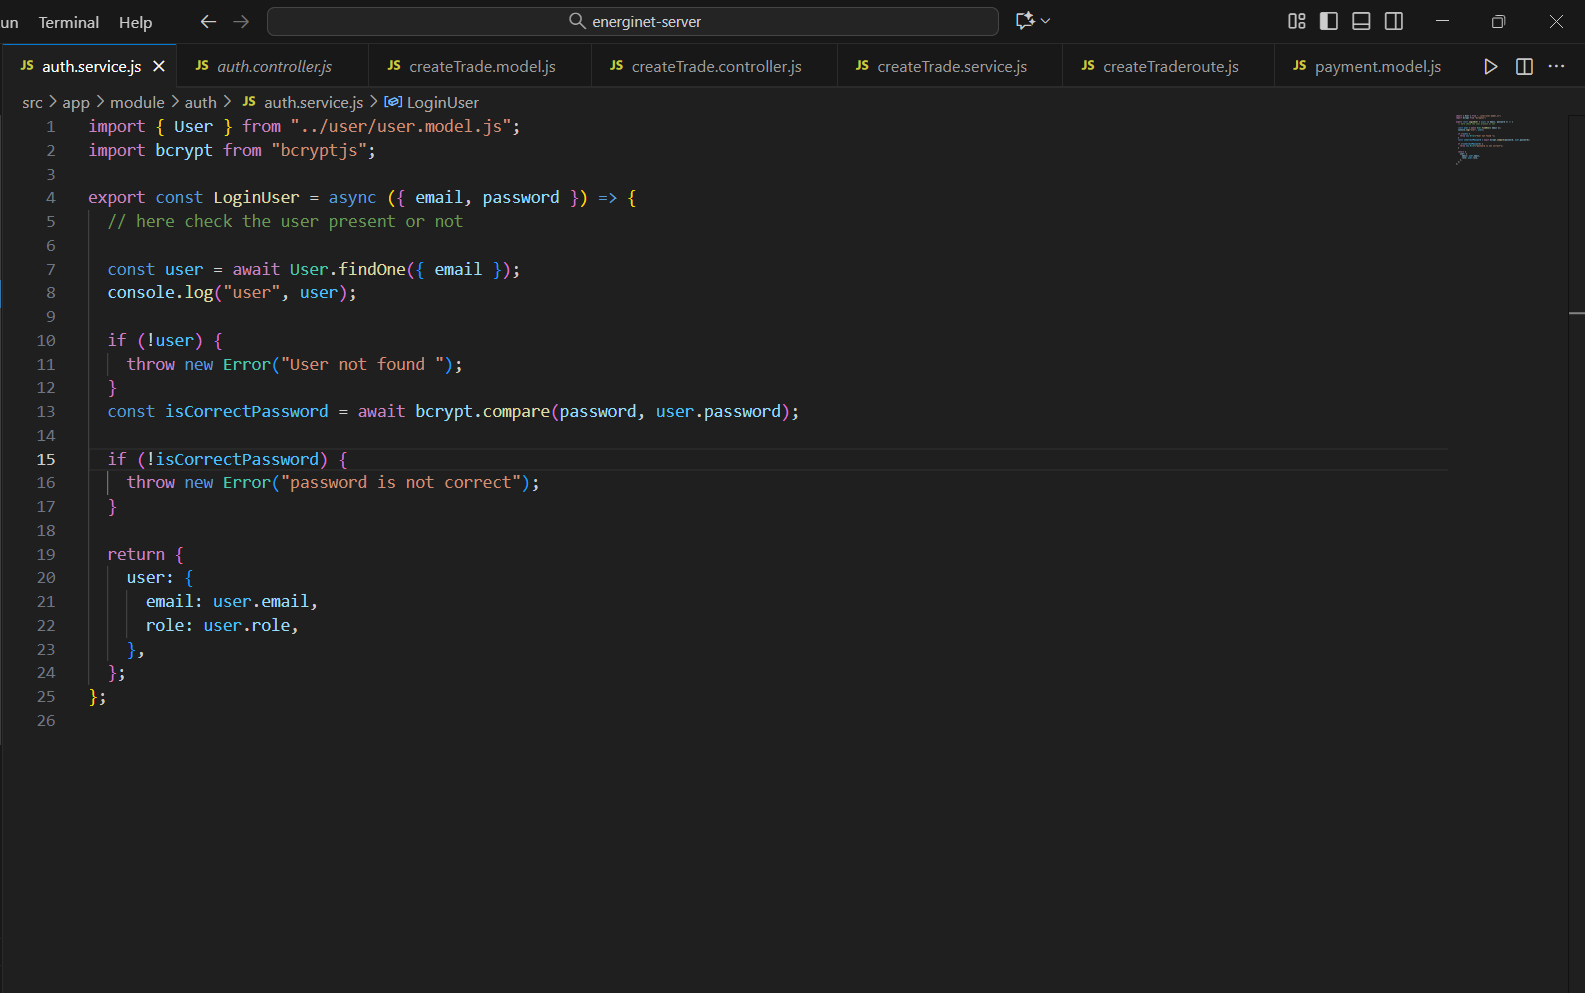 un Terminal Help energinet-server
JS auth.service.js JS auth.controller.js JS createTrade.model.js JS createTrade.controller.js JS createTrade.service.js JS createTraderoute.js JS payment.model.js
src > app > module > auth > JS auth.service.js > LoginUser
1 import { User } from "../user/user.model.js";
2 import bcrypt from "bcryptjs";
3
4 export const LoginUser = async ({ email, password }) => {
5 // here check the user present or not
6
7 const user = await User.findOne({ email });
8 console.log("user", user);
9
10 if (!user) {
11 throw new Error("User not found ");
12 }
13 const isCorrectPassword = await bcrypt.compare(password, user.password);
14
15 if (!isCorrectPassword) {
16 throw new Error("password is not correct");
17 }
18
19 return {
20 user: {
21 email: user.email,
22 role: user.role,
23 },
24 };
25 };
26